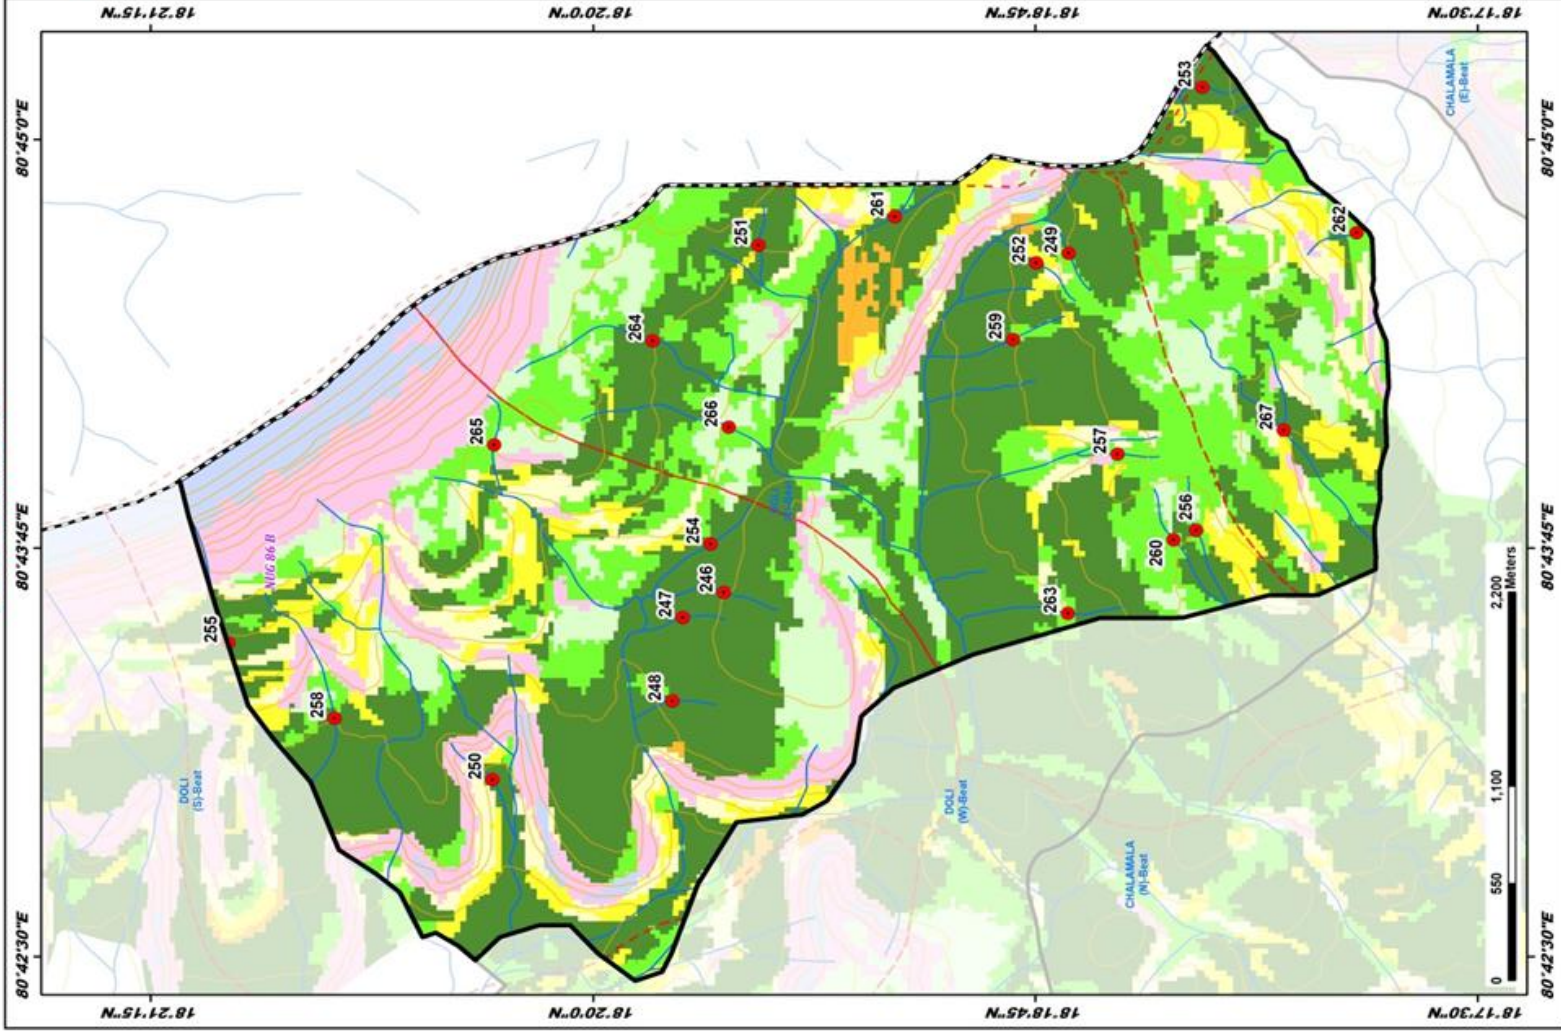 18°21'15"N
18°20'0"N
18°18'45"N
18°17'30"N
80°45'0"E
80°45'0"E
CHALAMALA
(E)-Beat
253
262
261
251
252
249
264
259
265
266
267
257
80°43'45"E
80°43'45"E
NUG 86 B
254
256
260
246
247
263
255
248
258
250
DOLI
(S)-Beat
DOLI
(W)-Beat
CHALAMALA
(N)-Beat
0
550
1,100
2,200
Meters
80°42'30"E
80°42'30"E
18°21'15"N
18°20'0"N
18°18'45"N
18°17'30"N